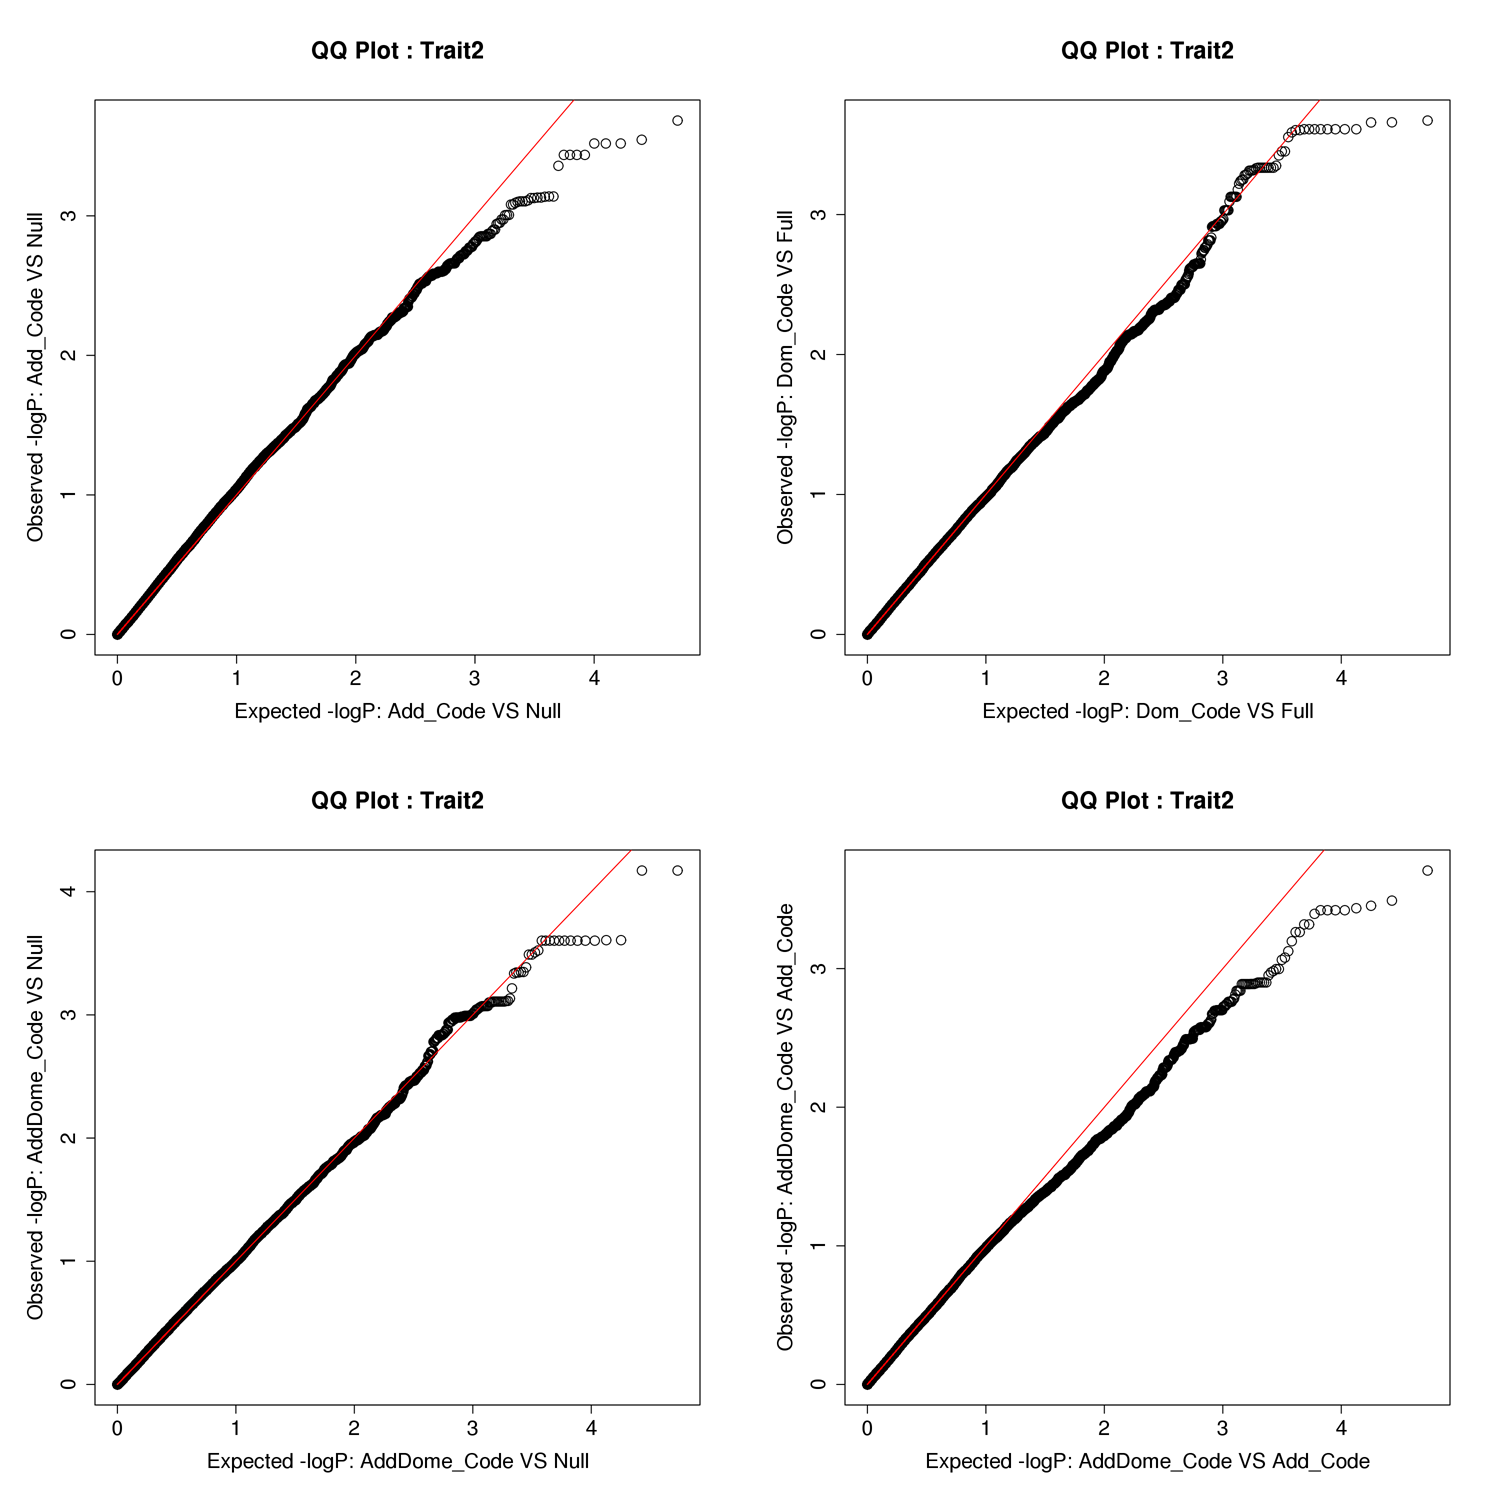 QQ Plot : Trait2
Observed -logP: Add_Code VS Null
3
2
1
0
0 1 2 3 4
Expected -logP: Add_Code VS Null
QQ Plot : Trait2
Observed -logP: Dom_Code VS Full
3
2
1
0
0 1 2 3 4
Expected -logP: Dom_Code VS Full
QQ Plot : Trait2
Observed -logP: AddDome_Code VS Null
4
3
2
1
0
0 1 2 3 4
Expected -logP: AddDome_Code VS Null
QQ Plot : Trait2
Observed -logP: AddDome_Code VS Add_Code
3
2
1
0
0 1 2 3 4
Expected -logP: AddDome_Code VS Add_Code